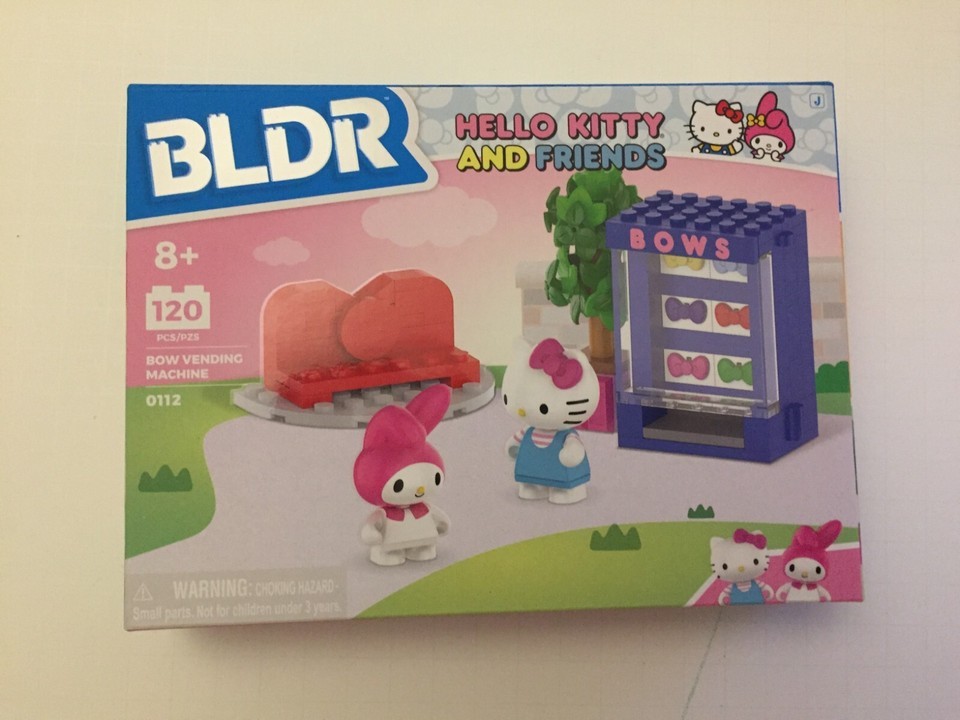 BLDR™
HELLO KITTY
AND FRIENDS
J
8+
120
PCS/PZS
BOW VENDING
MACHINE
0112
BOWS
WARNING: CHOKING HAZARD -
Small parts. Not for children under 3 years.